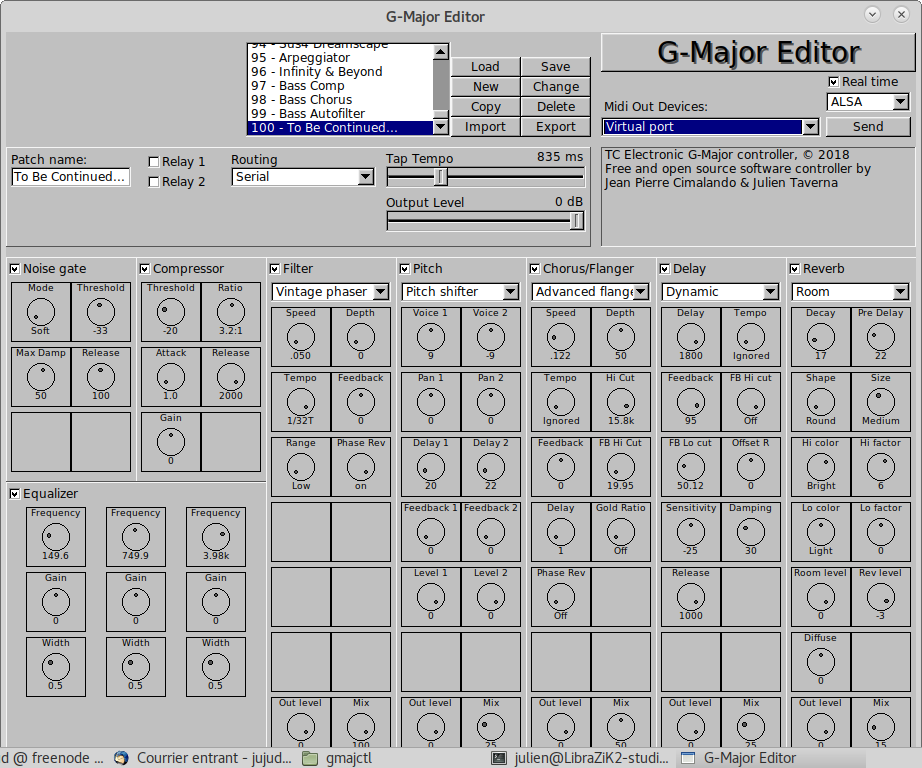 G-Major Editor
94 - Sus4 Dreamscape
95 - Arpeggiator
96 - Infinity & Beyond
97 - Bass Comp
98 - Bass Chorus
99 - Bass Autofilter
100 - To Be Continued...
Load Save
New Change
Copy Delete
Import Export
G-Major Editor
Real time
Midi Out Devices: ALSA
Virtual port Send
Patch name:
To Be Continued...
Relay 1
Relay 2
Routing
Serial
Tap Tempo 835 ms
Output Level 0 dB
TC Electronic G-Major controller, © 2018
Free and open source software controller by
Jean Pierre Cimalando & Julien Taverna
Noise gate
Mode Threshold
Soft -33
Max Damp Release
50 100
Compressor
Threshold Ratio
-20 3.2:1
Attack Release
1.0 2000
Gain
0
Equalizer
Frequency Frequency Frequency
149.6 749.9 3.98k
Gain Gain Gain
0 0 0
Width Width Width
0.5 0.5 0.5
Filter
Vintage phaser
Speed Depth
.050 0
Tempo Feedback
1/32T 0
Range Phase Rev
Low on
Out level Mix
0 100
Pitch
Pitch shifter
Voice 1 Voice 2
9 -9
Pan 1 Pan 2
0 0
Delay 1 Delay 2
20 22
Feedback 1 Feedback 2
0 0
Level 1 Level 2
0 0
Out level Mix
0 25
Chorus/Flanger
Advanced flange
Speed Depth
.122 50
Tempo Hi Cut
Ignored 15.8k
Feedback FB Hi Cut
0 19.95
Delay Gold Ratio
1 Off
Phase Rev
Off
Out level Mix
0 50
Delay
Dynamic
Delay Tempo
1800 Ignored
Feedback FB Hi cut
95 Off
FB Lo cut Offset R
50.12 0
Sensitivity Damping
-25 30
Release
1000
Out level Mix
0 25
Reverb
Room
Decay Pre Delay
17 22
Shape Size
Round Medium
Hi color Hi factor
Bright 6
Lo color Lo factor
Light 0
Room level Rev level
0 -3
Diffuse
0
Out level Mix
0 15
d @ freenode ... Courrier entrant - jujud... gmajctl julien@LibraZiK2-studi... G-Major Editor